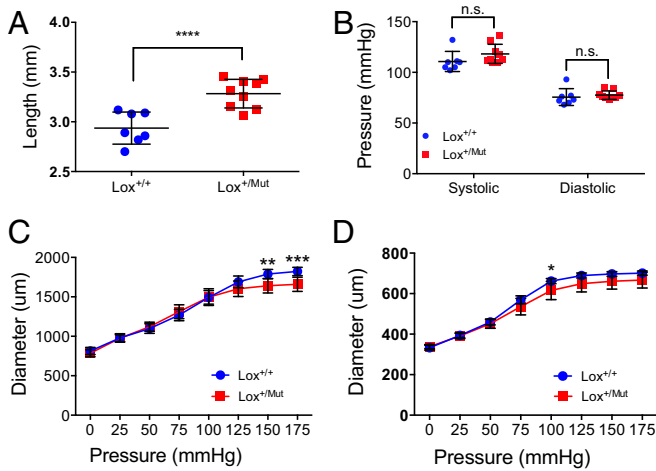 A
****
Length (mm)
4.0
3.5
3.0
2.5
Lox+/+
Lox+/Mut
B
n.s.
n.s.
Pressure (mmHg)
150
100
50
0
Lox+/+
Lox+/Mut
Systolic
Diastolic
C
** ***
Diameter (um)
2000
1500
1000
500
0
Lox+/+
Lox+/Mut
0 25 50 75 100 125 150 175
Pressure (mmHg)
D
*
Diameter (um)
800
600
400
200
0
Lox+/+
Lox+/Mut
0 25 50 75 100 125 150 175
Pressure (mmHg)